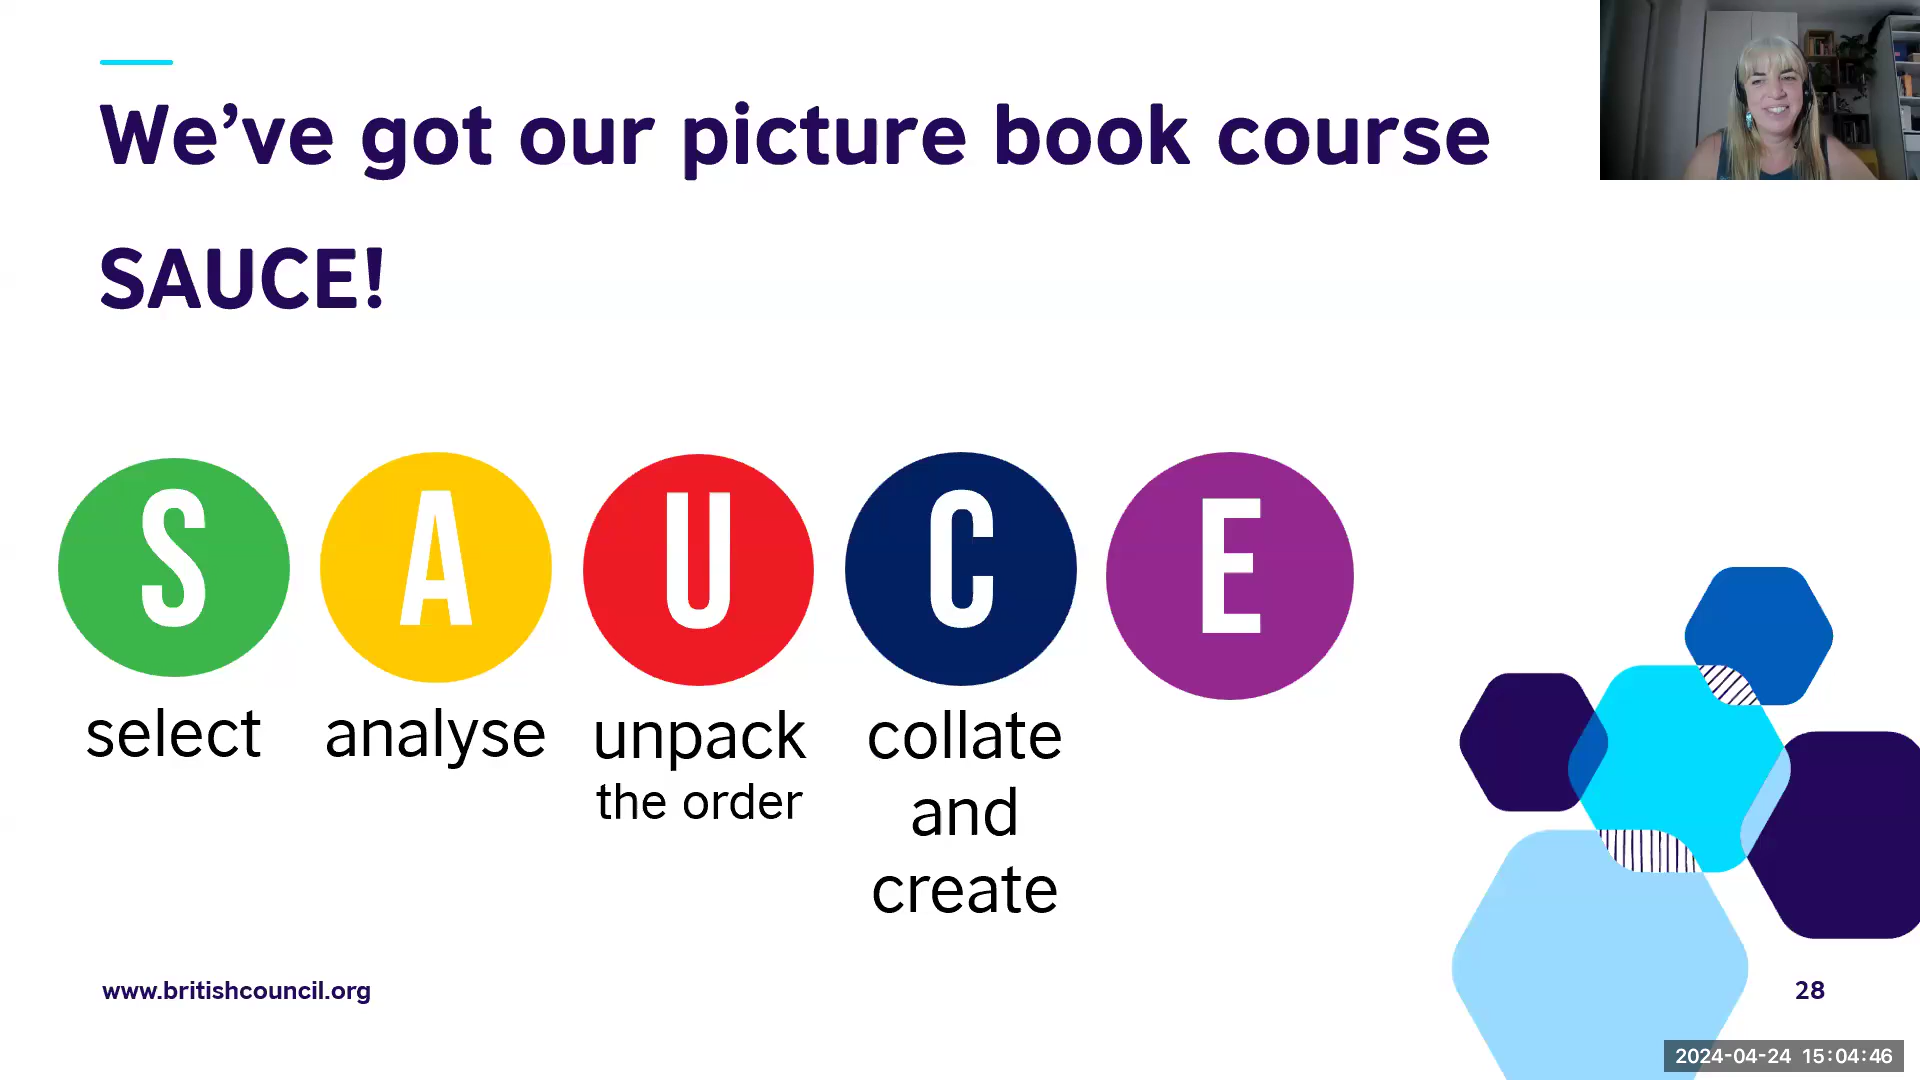 We’ve got our picture book course
SAUCE!
S A U C E
select analyse unpack collate
the order and
create
www.britishcouncil.org
28
2024-04-24 15:04:46